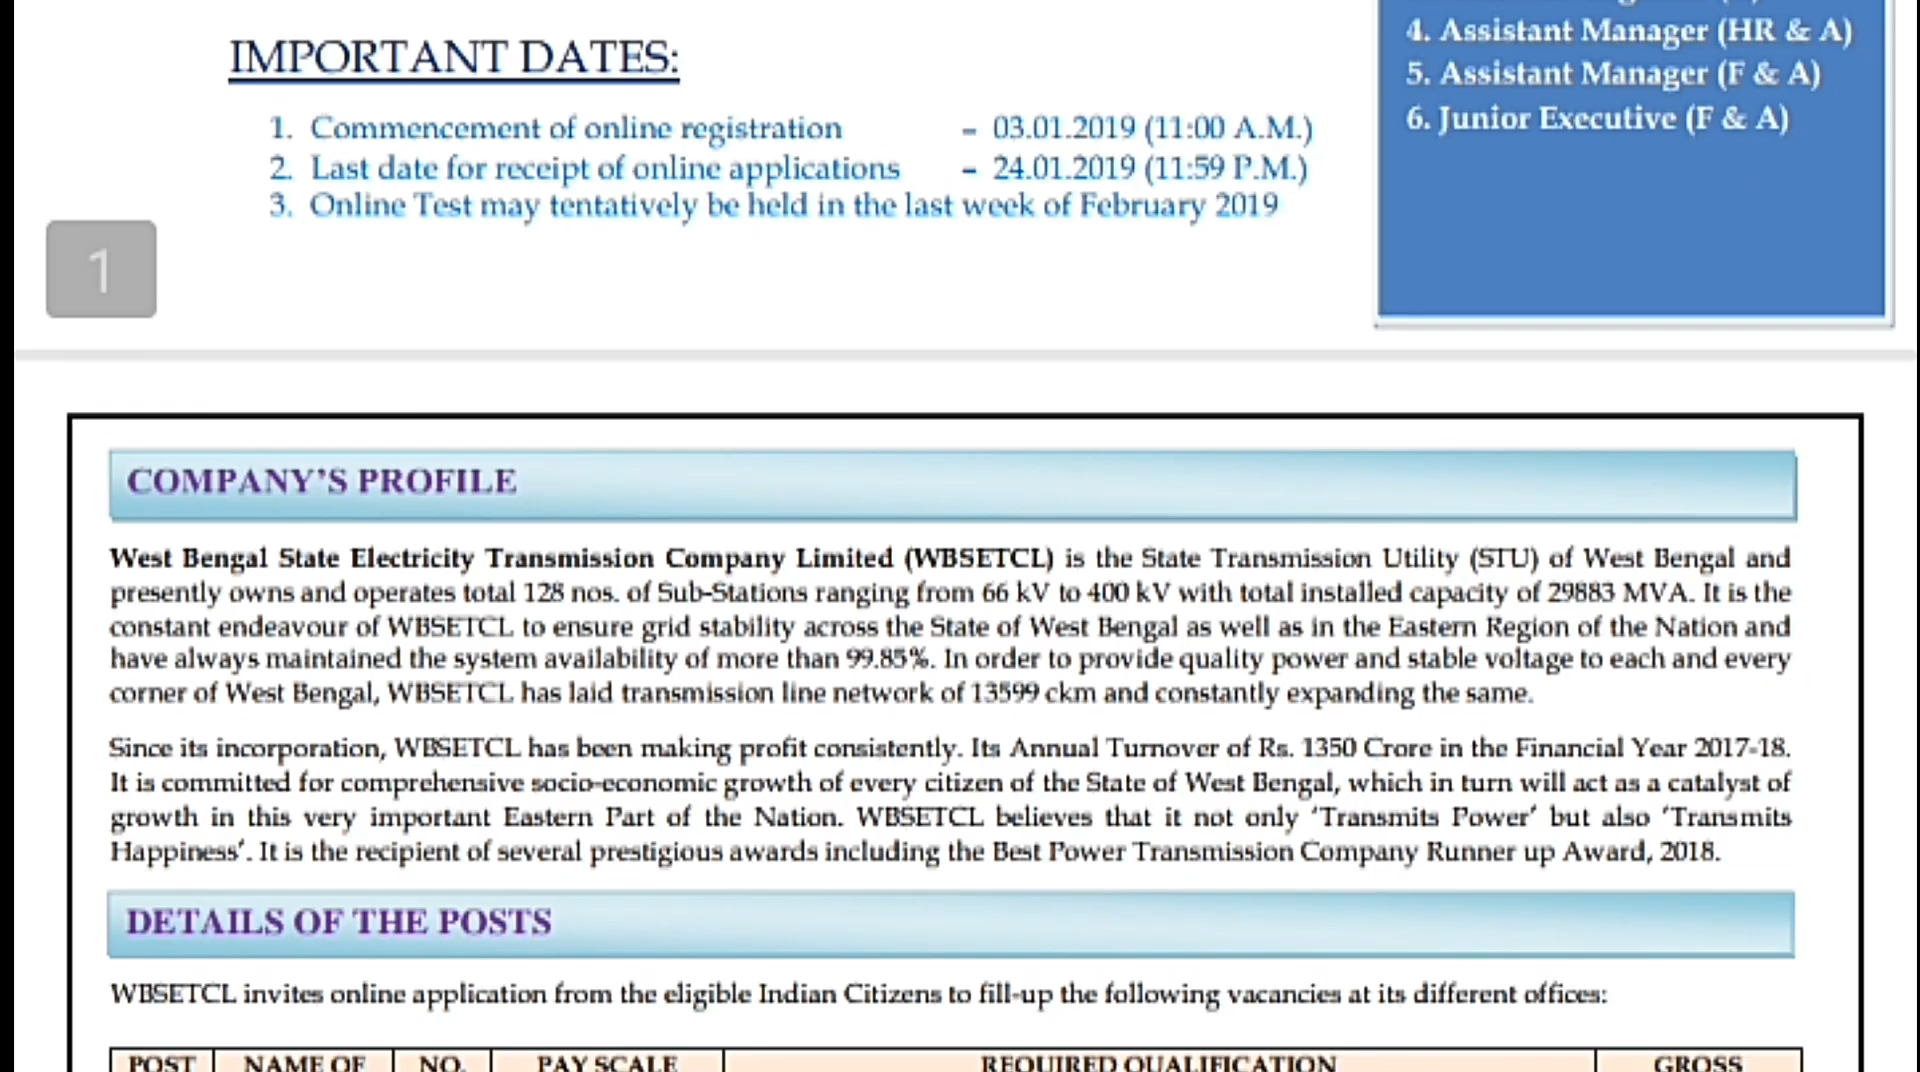 IMPORTANT DATES:
1. Commencement of online registration – 03.01.2019 (11:00 A.M.)
2. Last date for receipt of online applications – 24.01.2019 (11:59 P.M.)
3. Online Test may tentatively be held in the last week of February 2019
4. Assistant Manager (HR & A)
5. Assistant Manager (F & A)
6. Junior Executive (F & A)
1
COMPANY'S PROFILE
West Bengal State Electricity Transmission Company Limited (WBSETCL) is the State Transmission Utility (STU) of West Bengal and
presently owns and operates total 128 nos. of Sub-Stations ranging from 66 kV to 400 kV with total installed capacity of 29883 MVA. It is the
constant endeavour of WBSETCL to ensure grid stability across the State of West Bengal as well as in the Eastern Region of the Nation and
have always maintained the system availability of more than 99.85%. In order to provide quality power and stable voltage to each and every
corner of West Bengal, WBSETCL has laid transmission line network of 13599 ckm and constantly expanding the same.
Since its incorporation, WBSETCL has been making profit consistently. Its Annual Turnover of Rs. 1350 Crore in the Financial Year 2017-18.
It is committed for comprehensive socio-economic growth of every citizen of the State of West Bengal, which in turn will act as a catalyst of
growth in this very important Eastern Part of the Nation. WBSETCL believes that it not only 'Transmits Power' but also 'Transmits
Happiness'. It is the recipient of several prestigious awards including the Best Power Transmission Company Runner up Award, 2018.
DETAILS OF THE POSTS
WBSETCL invites online application from the eligible Indian Citizens to fill-up the following vacancies at its different offices:
POST NAME OF NO. PAY SCALE REQUIRED QUALIFICATION GROSS